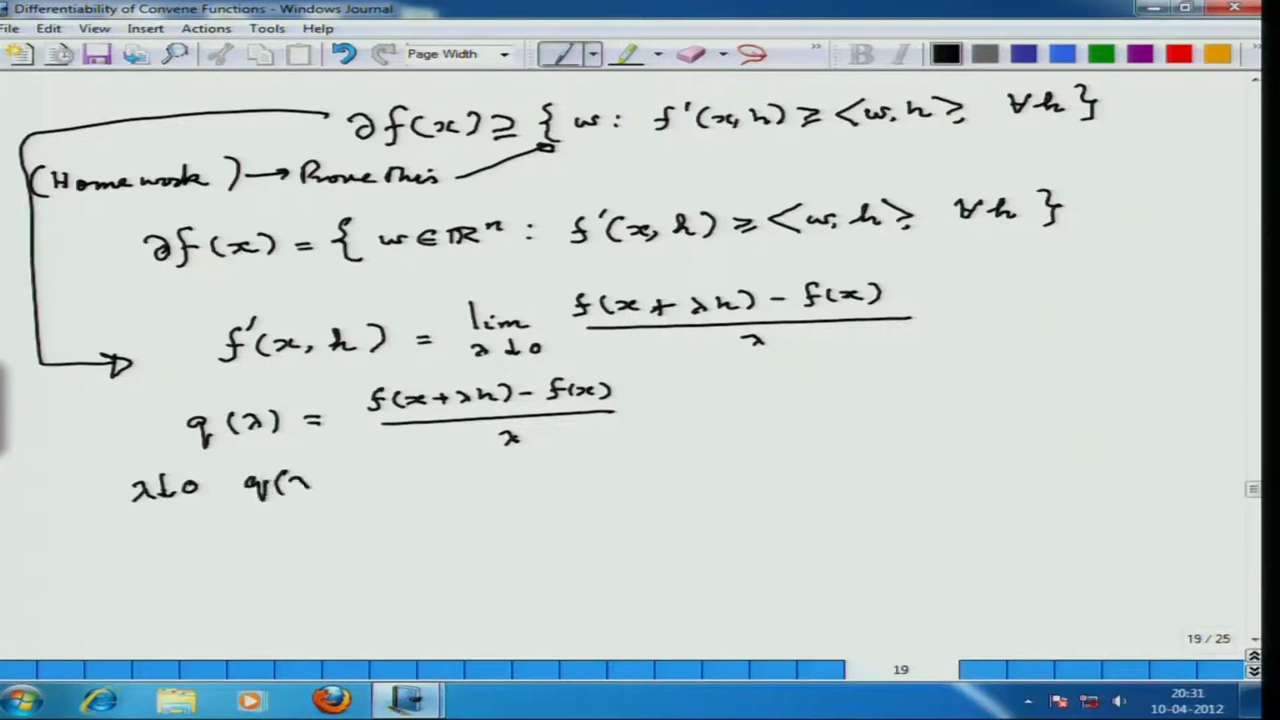 Differentiability of Convene Functions - Windows Journal
File Edit View Insert Actions Tools Help
Page Width
∂f(x) ⊇ { w : f'(x, h) ≥ <w, h>, ∀h }
(Homework) → Prove this
∂f(x) = { w ∈ ℝⁿ : f'(x, h) ≥ <w, h>, ∀h }
f'(x, h) = lim λ↓0 (f(x + λh) - f(x)) / λ
q(λ) = (f(x + λh) - f(x)) / λ
λ↓0 q(λ
19 / 25
19
20:31
10-04-2012